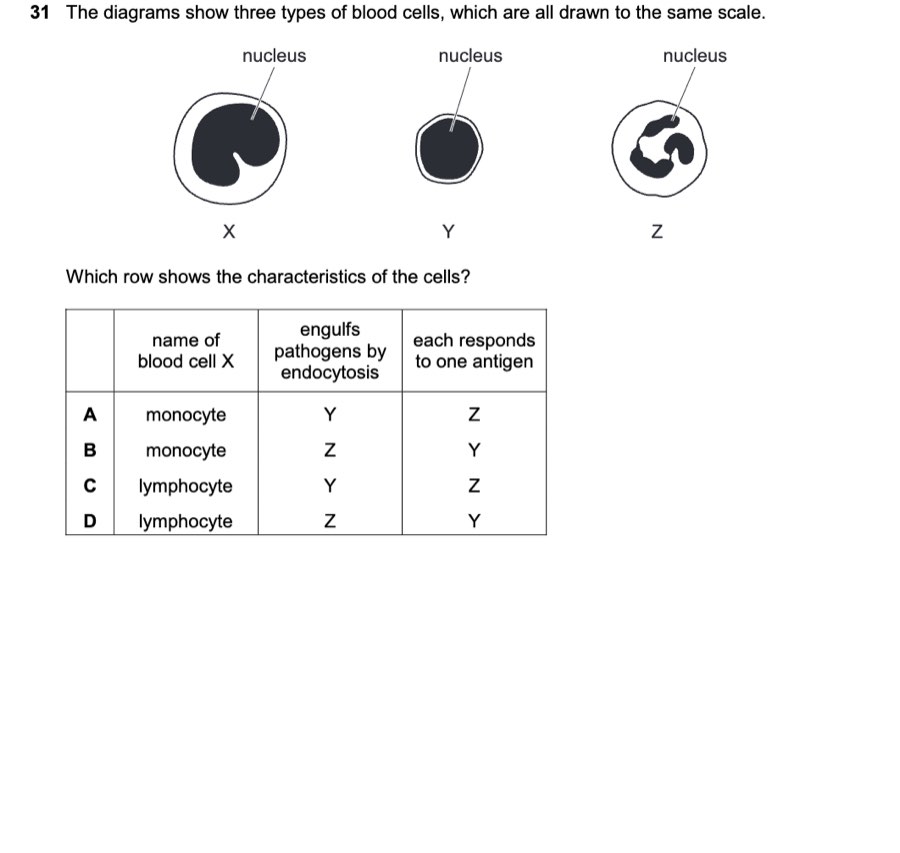 31 The diagrams show three types of blood cells, which are all drawn to the same scale.
nucleus nucleus nucleus
X Y Z
Which row shows the characteristics of the cells?
name of blood cell X engulfs pathogens by endocytosis each responds to one antigen
A monocyte Y Z
B monocyte Z Y
C lymphocyte Y Z
D lymphocyte Z Y